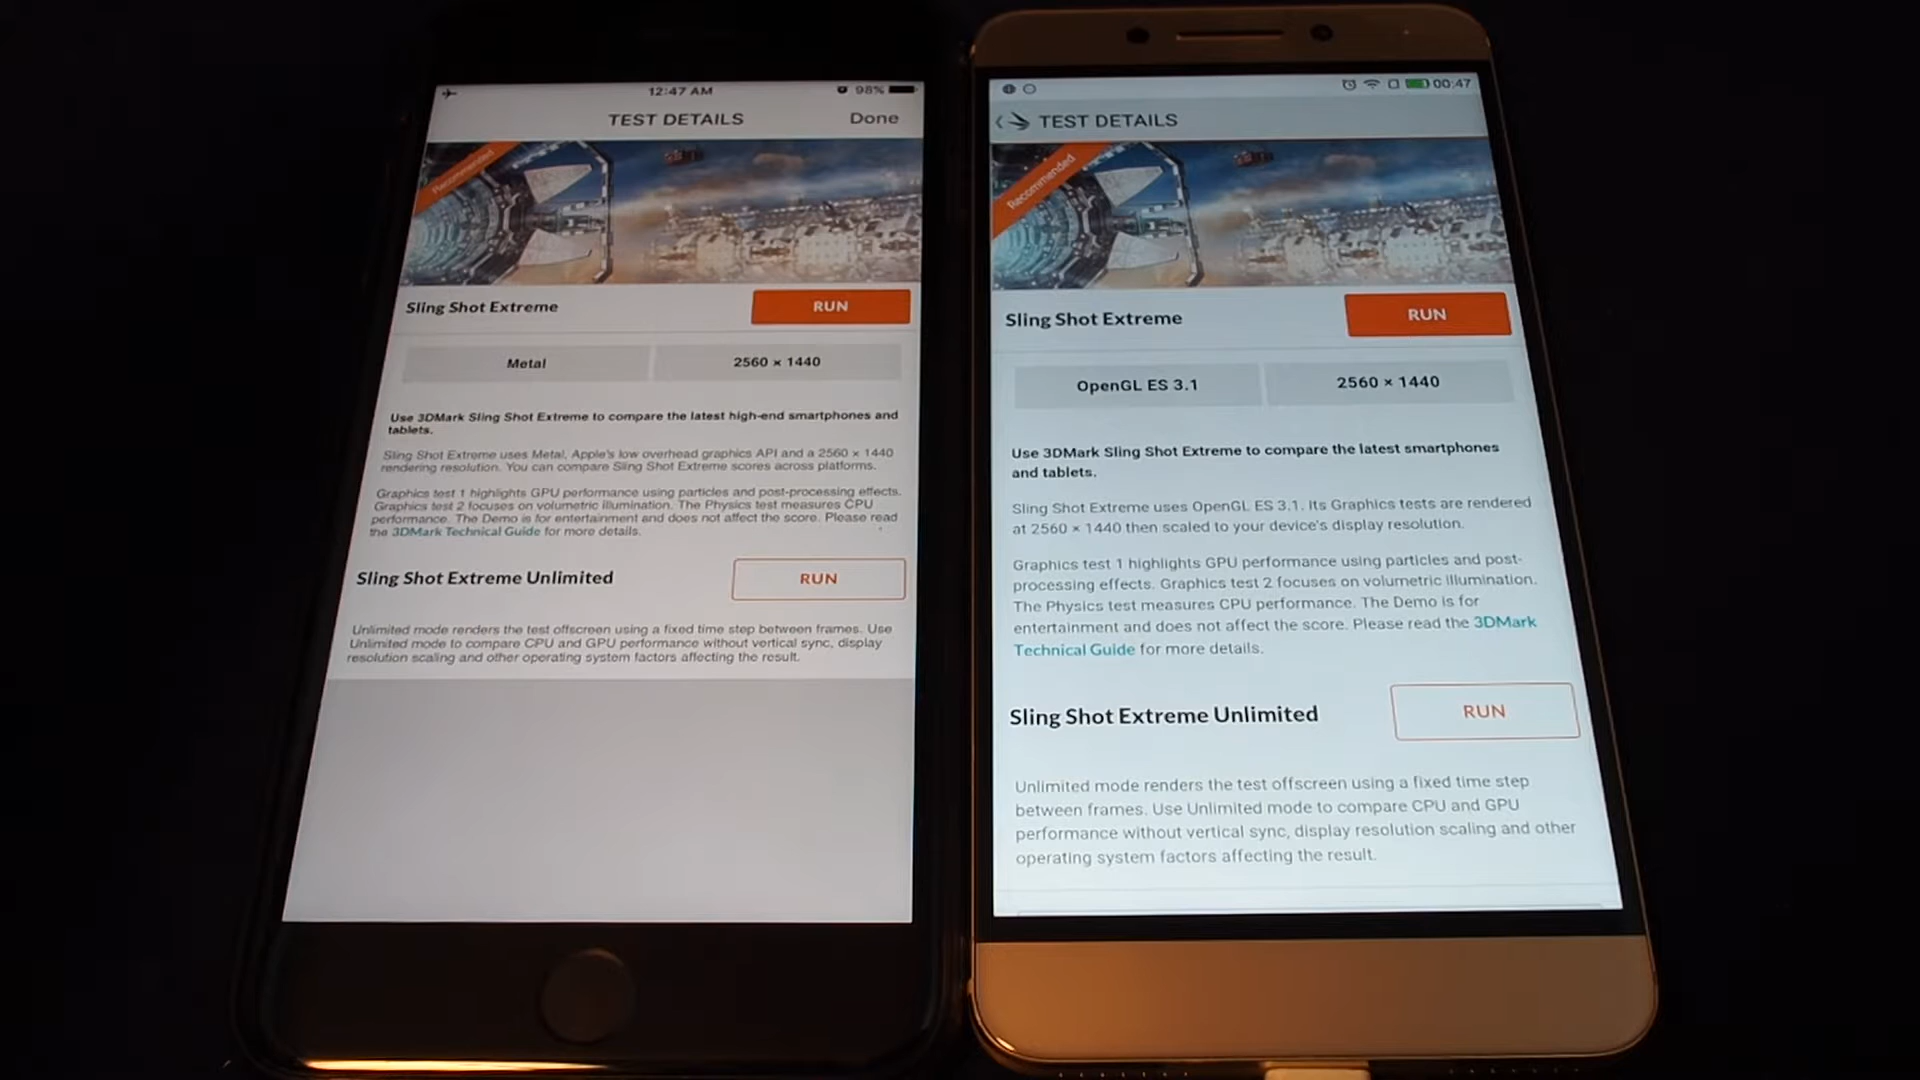 12:47 AM
98%
TEST DETAILS
Done
Recommended
Sling Shot Extreme
RUN
Metal
2560 × 1440
Use 3DMark Sling Shot Extreme to compare the latest high-end smartphones and
tablets.
Sling Shot Extreme uses Metal, Apple's low overhead graphics API and a 2560 × 1440
rendering resolution. You can compare Sling Shot Extreme scores across platforms.
Graphics test 1 highlights GPU performance using particles and post-processing effects.
Graphics test 2 focuses on volumetric illumination. The Physics test measures CPU
performance. The Demo is for entertainment and does not affect the score. Please read
the 3DMark Technical Guide for more details.
Sling Shot Extreme Unlimited
RUN
Unlimited mode renders the test offscreen using a fixed time step between frames. Use
Unlimited mode to compare CPU and GPU performance without vertical sync, display
resolution scaling and other operating system factors affecting the result.
00:47
TEST DETAILS
Recommended
Sling Shot Extreme
RUN
OpenGL ES 3.1
2560 × 1440
Use 3DMark Sling Shot Extreme to compare the latest smartphones
and tablets.
Sling Shot Extreme uses OpenGL ES 3.1. Its Graphics tests are rendered
at 2560 × 1440 then scaled to your device's display resolution.
Graphics test 1 highlights GPU performance using particles and post-
processing effects. Graphics test 2 focuses on volumetric illumination.
The Physics test measures CPU performance. The Demo is for
entertainment and does not affect the score. Please read the 3DMark
Technical Guide for more details.
Sling Shot Extreme Unlimited
RUN
Unlimited mode renders the test offscreen using a fixed time step
between frames. Use Unlimited mode to compare CPU and GPU
performance without vertical sync, display resolution scaling and other
operating system factors affecting the result.